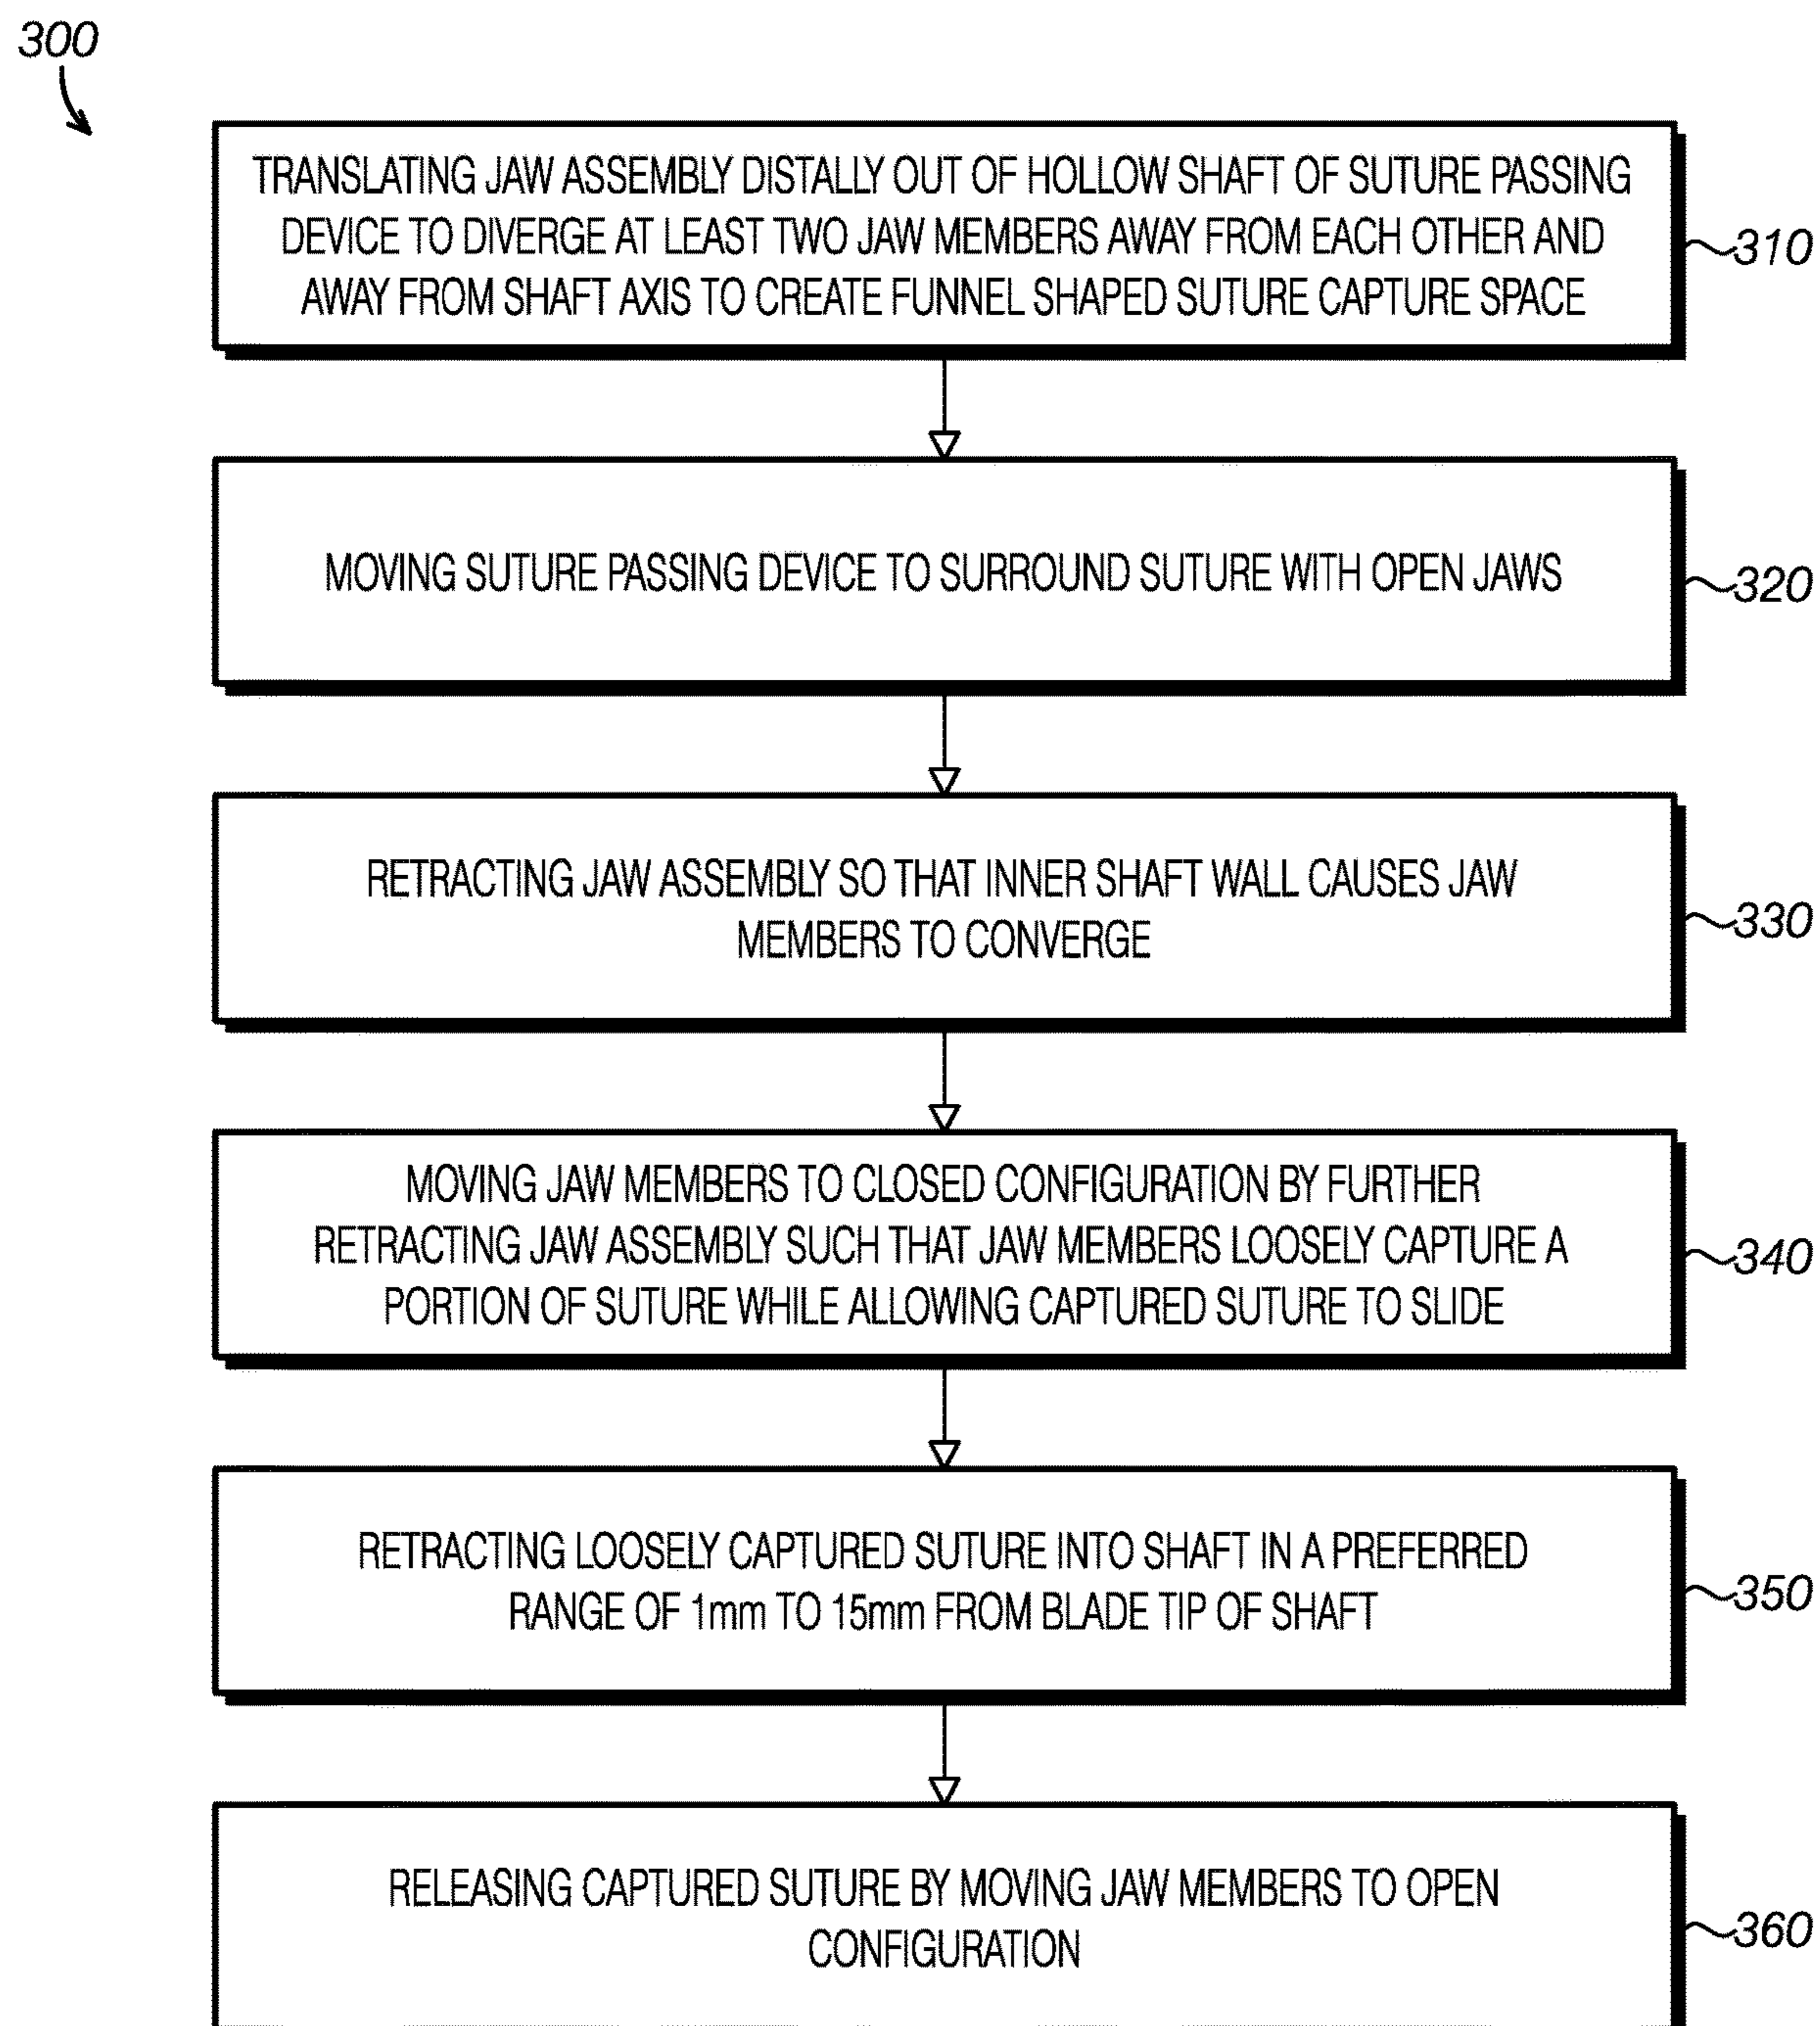 300
TRANSLATING JAW ASSEMBLY DISTALLY OUT OF HOLLOW SHAFT OF SUTURE PASSING
DEVICE TO DIVERGE AT LEAST TWO JAW MEMBERS AWAY FROM EACH OTHER AND
AWAY FROM SHAFT AXIS TO CREATE FUNNEL SHAPED SUTURE CAPTURE SPACE
310
MOVING SUTURE PASSING DEVICE TO SURROUND SUTURE WITH OPEN JAWS
320
RETRACTING JAW ASSEMBLY SO THAT INNER SHAFT WALL CAUSES JAW
MEMBERS TO CONVERGE
330
MOVING JAW MEMBERS TO CLOSED CONFIGURATION BY FURTHER
RETRACTING JAW ASSEMBLY SUCH THAT JAW MEMBERS LOOSELY CAPTURE A
PORTION OF SUTURE WHILE ALLOWING CAPTURED SUTURE TO SLIDE
340
RETRACTING LOOSELY CAPTURED SUTURE INTO SHAFT IN A PREFERRED
RANGE OF 1mm TO 15mm FROM BLADE TIP OF SHAFT
350
RELEASING CAPTURED SUTURE BY MOVING JAW MEMBERS TO OPEN
CONFIGURATION
360